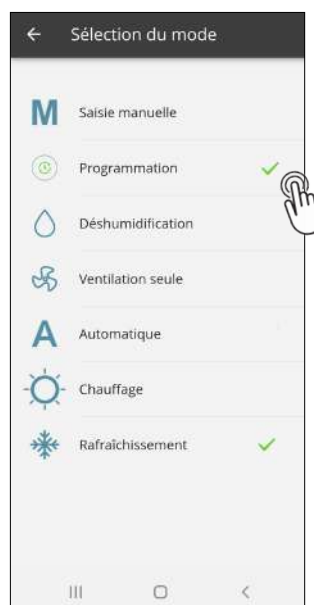 Sélection du mode
M Saisie manuelle
Programmation
Déshumidification
Ventilation seule
A Automatique
Chauffage
Rafraîchissement